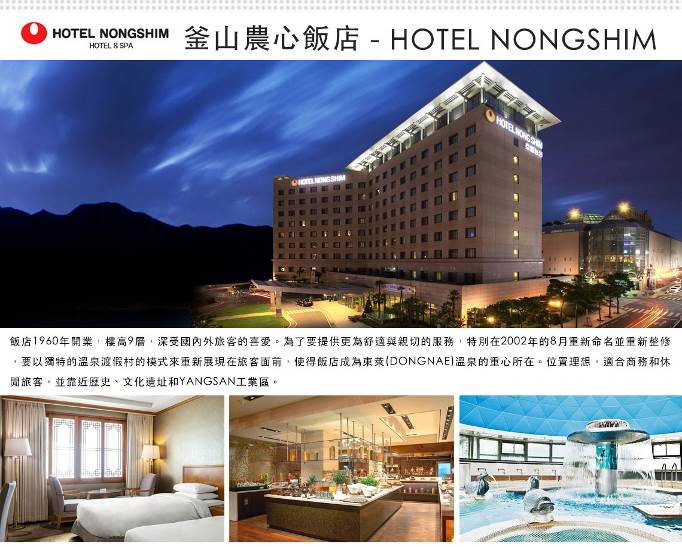 HOTEL NONGSHIM
HOTEL & SPA
釜山農心飯店 - HOTEL NONGSHIM
HOTEL NONGSHIM
HOTEL NONGSHIM
飯店1960年開業，樓高9層，深受國內外旅客的喜愛。為了要提供更為舒適與親切的服務，特別在2002年的8月重新命名並重新整修
，要以獨特的溫泉渡假村的模式來重新展現在旅客面前，使得飯店成為東萊(DONGNAE)溫泉的重心所在。位置理想，適合商務和休
閒旅客，並靠近歷史、文化遺址和YANGSAN工業區。